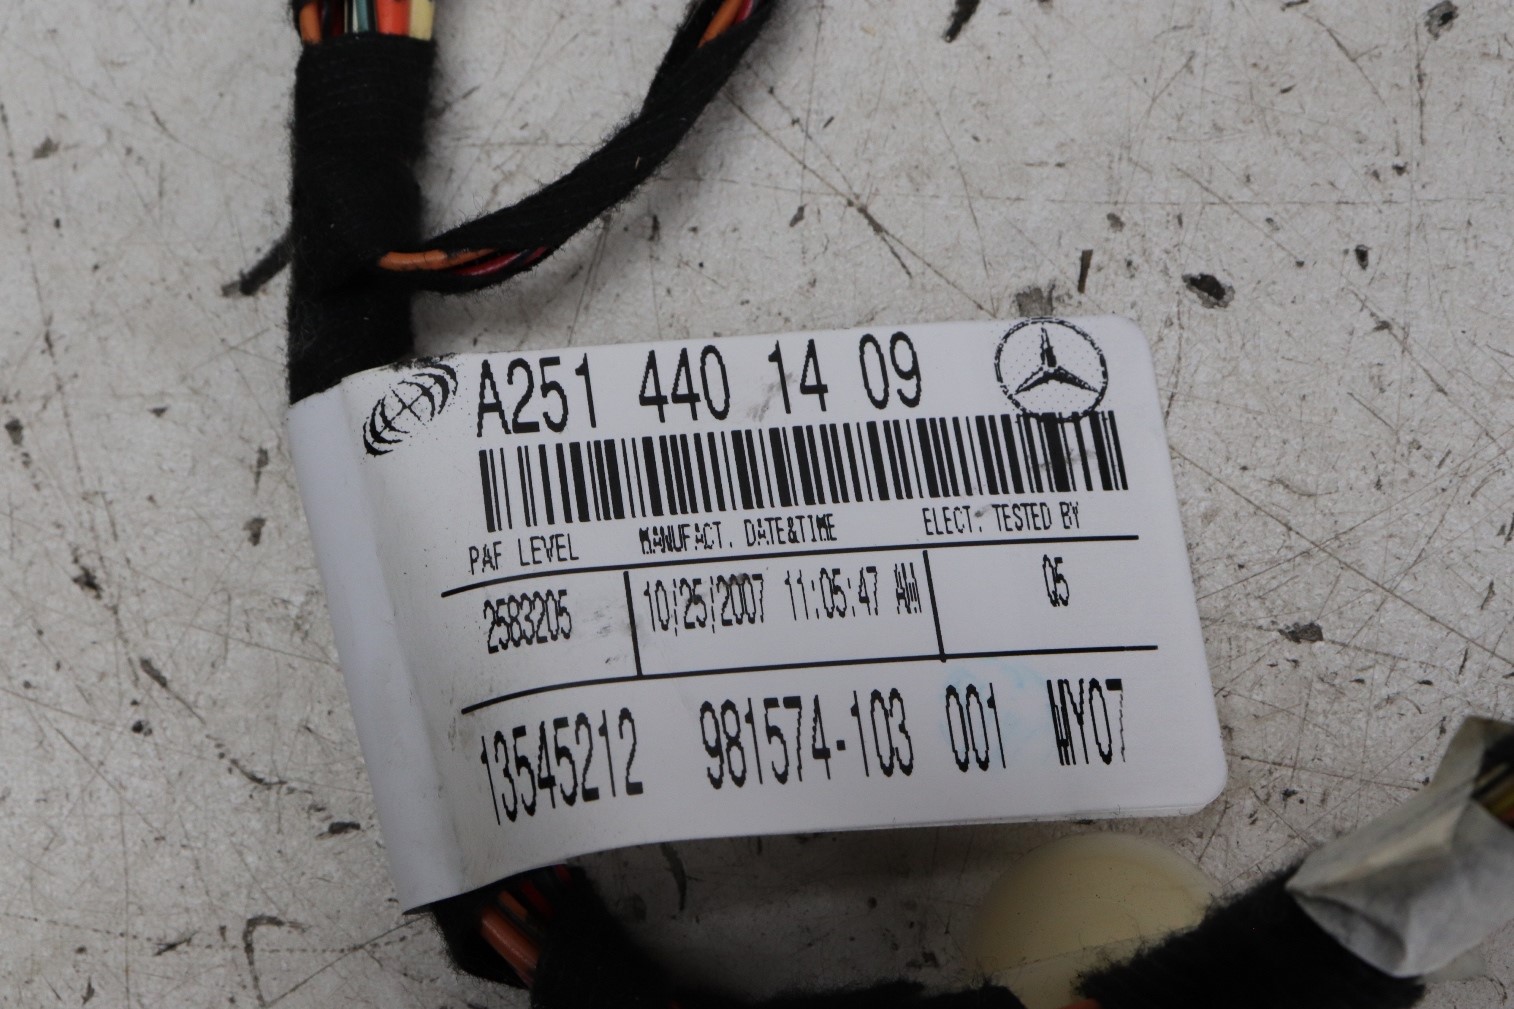 A251 440 14 09
PAF LEVEL MANUFACT. DATE&TIME ELECT. TESTED BY
2583205 10/25/2007 11:05:47 AM Q5
13545212 981574-103 001 MY07